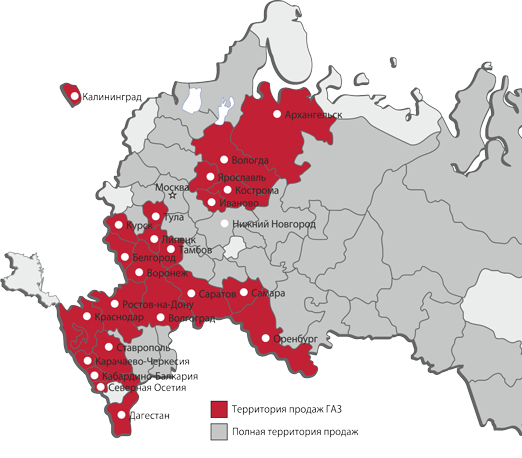 Калининград
Архангельск
Вологда
Ярославль
Москва
Кострома
Иваново
Тула
Курск
Нижний Новгород
Липецк
Тамбов
Белгород
Воронеж
Саратов
Самара
Ростов-на-Дону
Краснодар
Волгоград
Оренбург
Ставрополь
Карачаево-Черкесия
Кабардино-Балкария
Северная Осетия
Дагестан
Территория продаж ГАЗ
Полная территория продаж